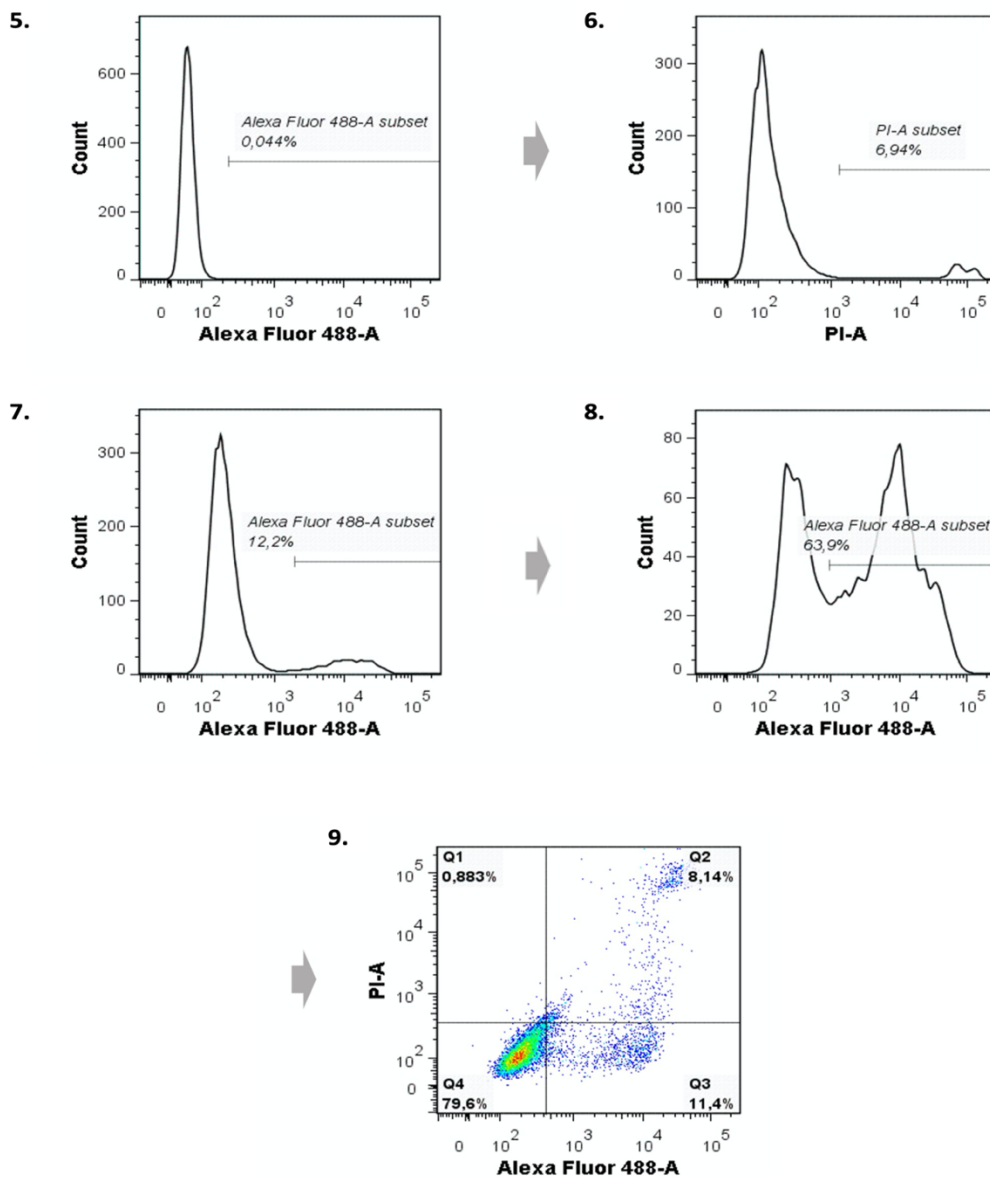 5.
600
400
200
0
Count
Alexa Fluor 488-A subset
0,044%
0 10^2 10^3 10^4 10^5
Alexa Fluor 488-A
6.
300
200
100
0
Count
PI-A subset
6,94%
0 10^2 10^3 10^4 10^5
PI-A
7.
300
200
100
0
Count
Alexa Fluor 488-A subset
12,2%
0 10^2 10^3 10^4 10^5
Alexa Fluor 488-A
8.
80
60
40
20
0
Count
Alexa Fluor 488-A subset
63,9%
0 10^2 10^3 10^4 10^5
Alexa Fluor 488-A
9.
Q1
0,883%
Q2
8,14%
10^5
10^4
10^3
10^2
0
PI-A
Q4
79,6%
Q3
11,4%
0 10^2 10^3 10^4 10^5
Alexa Fluor 488-A